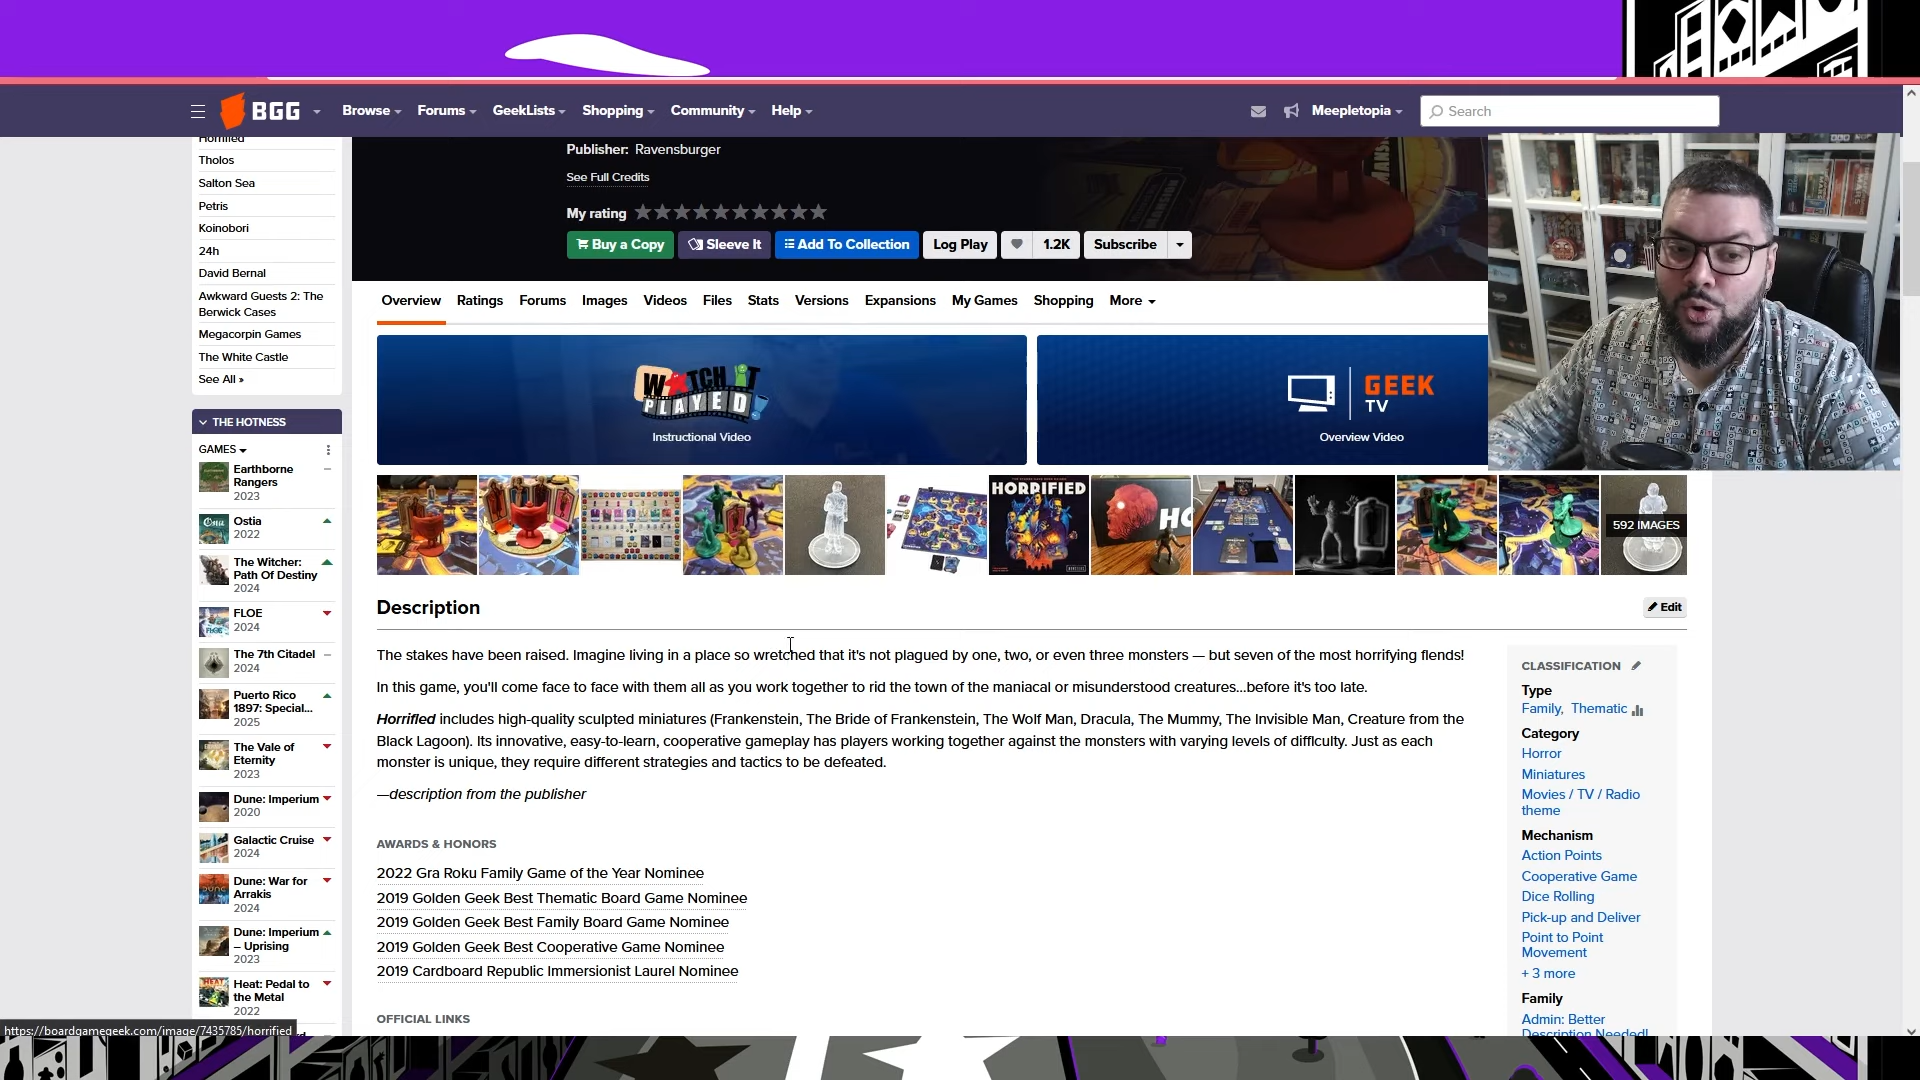 BGG
Browse
Forums
GeekLists
Shopping
Community
Help
Meepletopia
Search
Horrified
Tholos
Salton Sea
Petris
Koinobori
24h
David Bernal
Awkward Guests 2: The
Berwick Cases
Megacorpin Games
The White Castle
See All »
THE HOTNESS
GAMES
Earthborne
Rangers
2023
Ostia
2022
The Witcher:
Path Of Destiny
2024
FLOE
2024
The 7th Citadel
2024
Puerto Rico
1897: Special...
2025
The Vale of
Eternity
2023
Dune: Imperium
2020
Galactic Cruise
2024
Dune: War for
Arrakis
2024
Dune: Imperium
– Uprising
2023
Heat: Pedal to
the Metal
2022
Publisher: Ravensburger
See Full Credits
My rating
Buy a Copy
Sleeve It
Add To Collection
Log Play
1.2K
Subscribe
Overview
Ratings
Forums
Images
Videos
Files
Stats
Versions
Expansions
My Games
Shopping
More
WATCH IT
PLAYED
Instructional Video
GEEK
TV
Overview Video
HORRIFIED
592 IMAGES
Description
Edit
The stakes have been raised. Imagine living in a place so wretched that it's not plagued by one, two, or even three monsters — but seven of the most horrifying fiends!
In this game, you'll come face to face with them all as you work together to rid the town of the maniacal or misunderstood creatures...before it's too late.
Horrified includes high-quality sculpted miniatures (Frankenstein, The Bride of Frankenstein, The Wolf Man, Dracula, The Mummy, The Invisible Man, Creature from the
Black Lagoon). Its innovative, easy-to-learn, cooperative gameplay has players working together against the monsters with varying levels of difficulty. Just as each
monster is unique, they require different strategies and tactics to be defeated.
—description from the publisher
AWARDS & HONORS
2022 Gra Roku Family Game of the Year Nominee
2019 Golden Geek Best Thematic Board Game Nominee
2019 Golden Geek Best Family Board Game Nominee
2019 Golden Geek Best Cooperative Game Nominee
2019 Cardboard Republic Immersionist Laurel Nominee
OFFICIAL LINKS
CLASSIFICATION
Type
Family, Thematic
Category
Horror
Miniatures
Movies / TV / Radio
theme
Mechanism
Action Points
Cooperative Game
Dice Rolling
Pick-up and Deliver
Point to Point
Movement
+ 3 more
Family
Admin: Better
Description Needed!
https://boardgamegeek.com/image/7435785/horrified